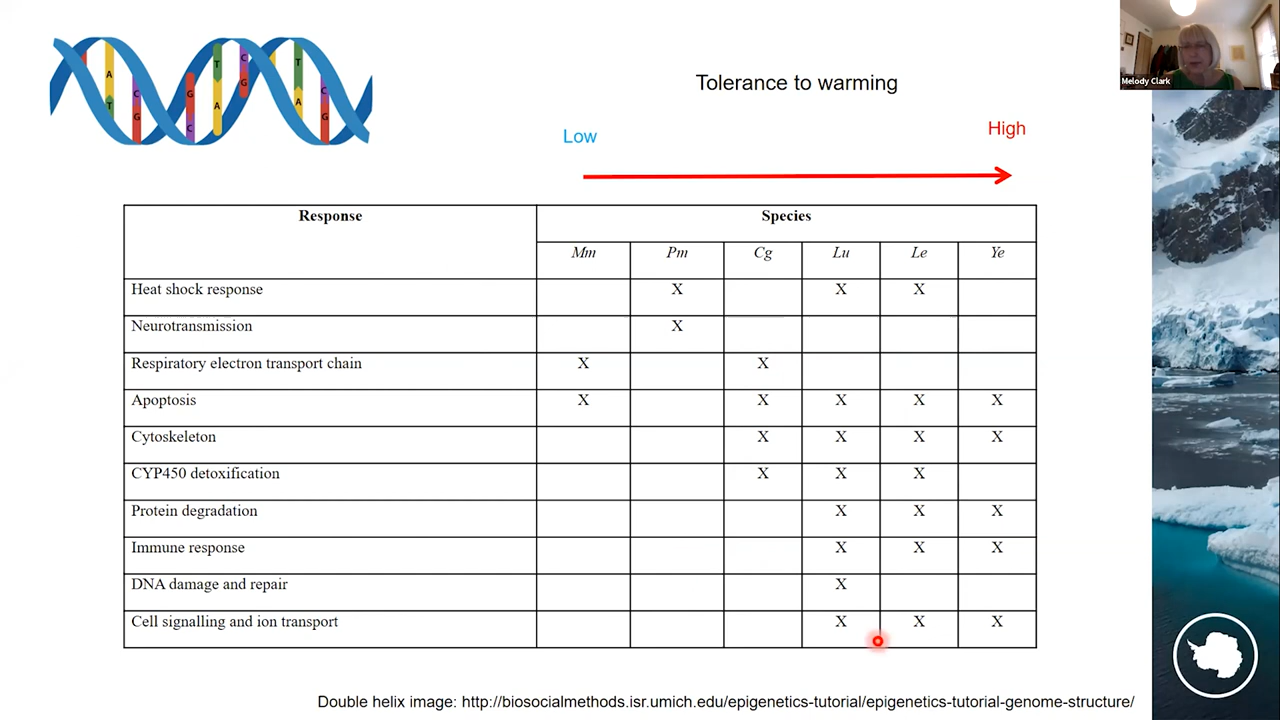 A T C G G C T A C G T A C G
Melody Clark
Tolerance to warming
Low High
Response Species
Mm Pm Cg Lu Le Ye
Heat shock response X X X
Neurotransmission X
Respiratory electron transport chain X X
Apoptosis X X X X X
Cytoskeleton X X X X
CYP450 detoxification X X X
Protein degradation X X X
Immune response X X X
DNA damage and repair X
Cell signalling and ion transport X X X
Double helix image: http://biosocialmethods.isr.umich.edu/epigenetics-tutorial/epigenetics-tutorial-genome-structure/